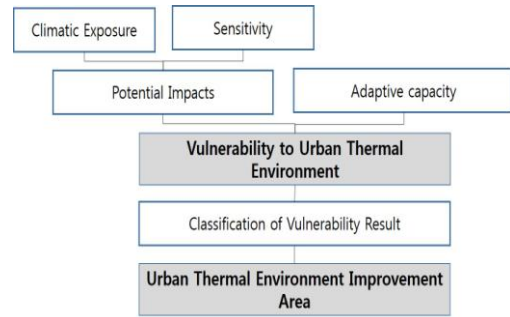 Climatic Exposure
Sensitivity
Potential Impacts
Adaptive capacity
Vulnerability to Urban Thermal
Environment
Classification of Vulnerability Result
Urban Thermal Environment Improvement
Area